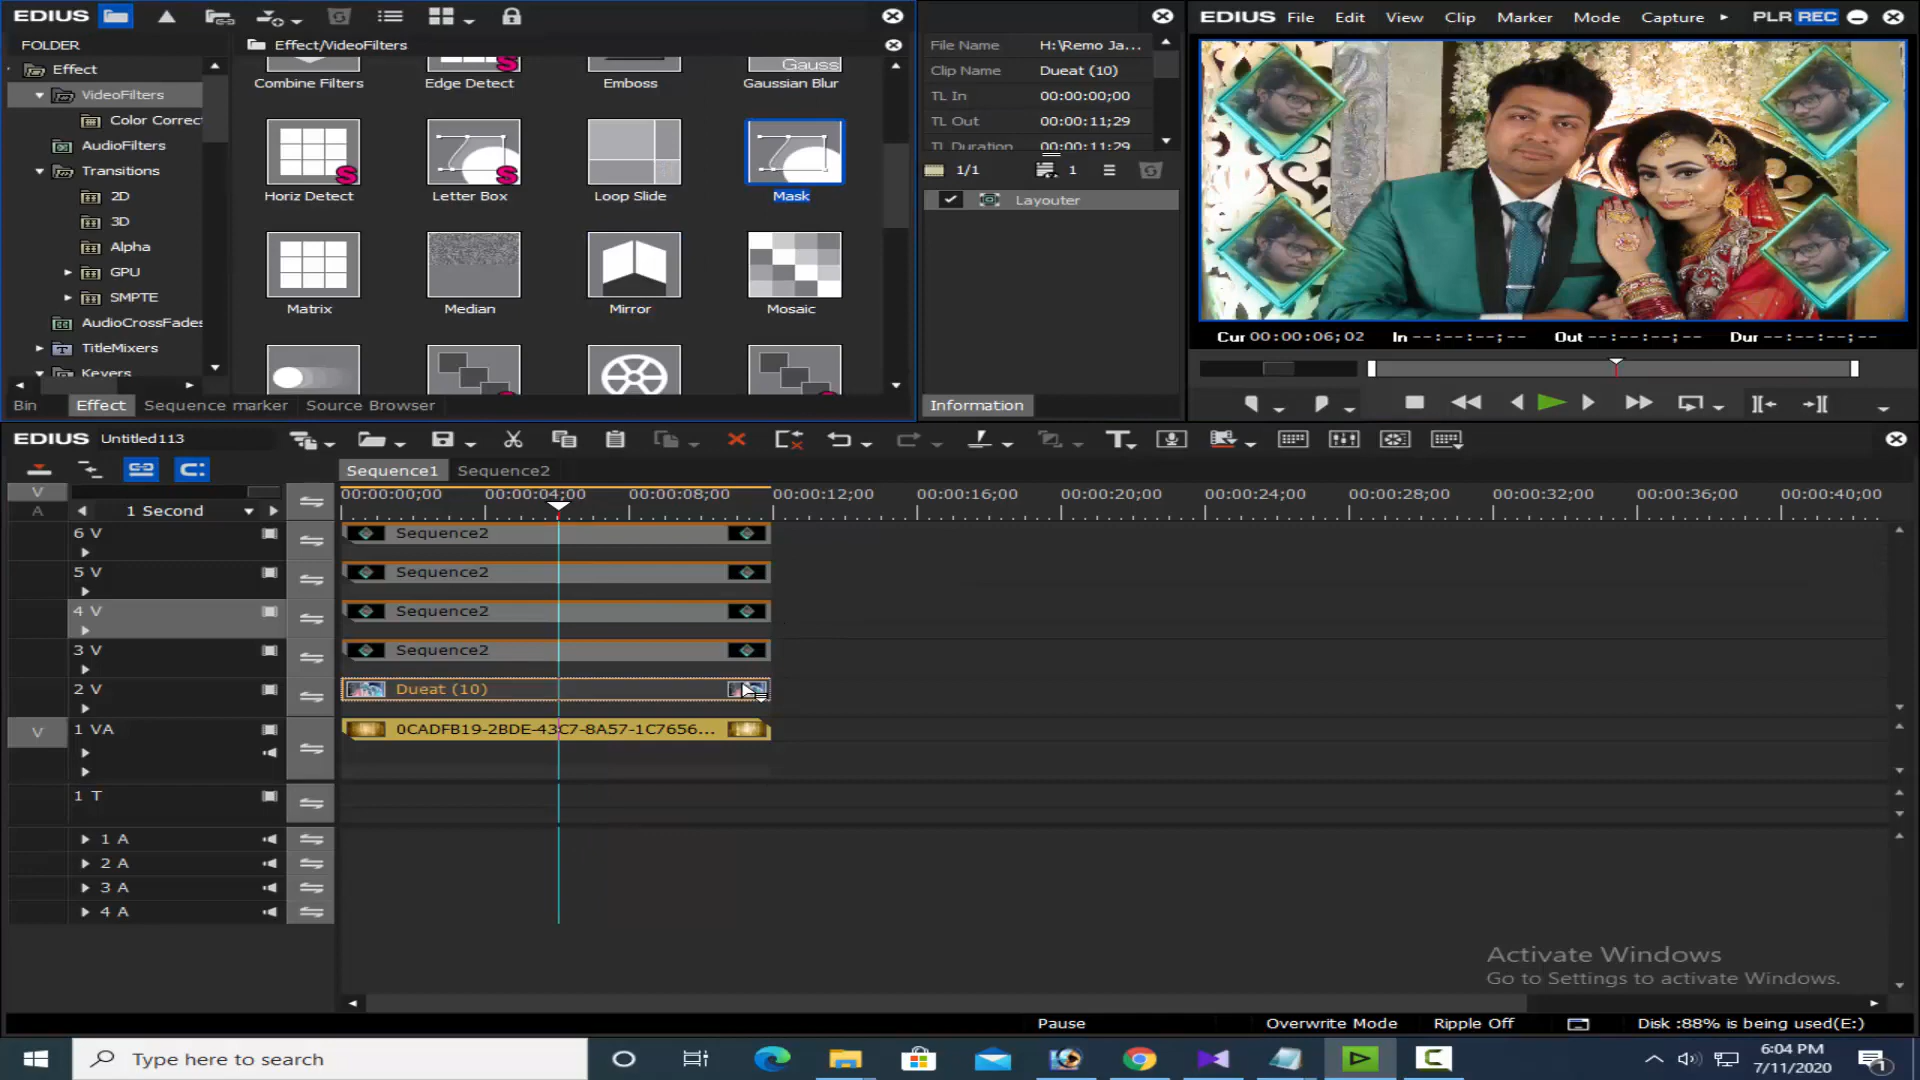 EDIUS
File Name H:\Remo Ja...
EDIUS File Edit View Clip Marker Mode Capture PLR REC
FOLDER
Effect/VideoFilters
Effect
VideoFilters
Color Correc
AudioFilters
Transitions
2D
3D
Alpha
GPU
SMPTE
AudioCrossFades
TitleMixers
Keyers
Gauss
Combine Filters Edge Detect Emboss Gaussian Blur
S S S
Horiz Detect Letter Box Loop Slide Mask
Matrix Median Mirror Mosaic
Bin Effect Sequence marker Source Browser
Clip Name Dueat (10)
TL In 00:00:00;00
TL Out 00:00:11;29
TL Duration 00:00:11:29
1/1 1
Layouter
Information
Cur 00:00:06;02 In --:--:--;-- Out --:--:--;-- Dur --:--:--;--
EDIUS Untitled113
Sequence1 Sequence2
V
A
1 Second
00:00:00;00 00:00:04;00 00:00:08;00 00:00:12;00 00:00:16;00 00:00:20;00 00:00:24;00 00:00:28;00 00:00:32;00 00:00:36;00 00:00:40;00
6 V Sequence2
5 V Sequence2
4 V Sequence2
3 V Sequence2
2 V Dueat (10)
V 1 VA 0CADFB19-2BDE-43C7-8A57-1C7656...
1 T
1 A
2 A
3 A
4 A
Activate Windows
Go to Settings to activate Windows.
Pause Overwrite Mode Ripple Off Disk :88% is being used(E:)
Type here to search
6:04 PM
7/11/2020
1